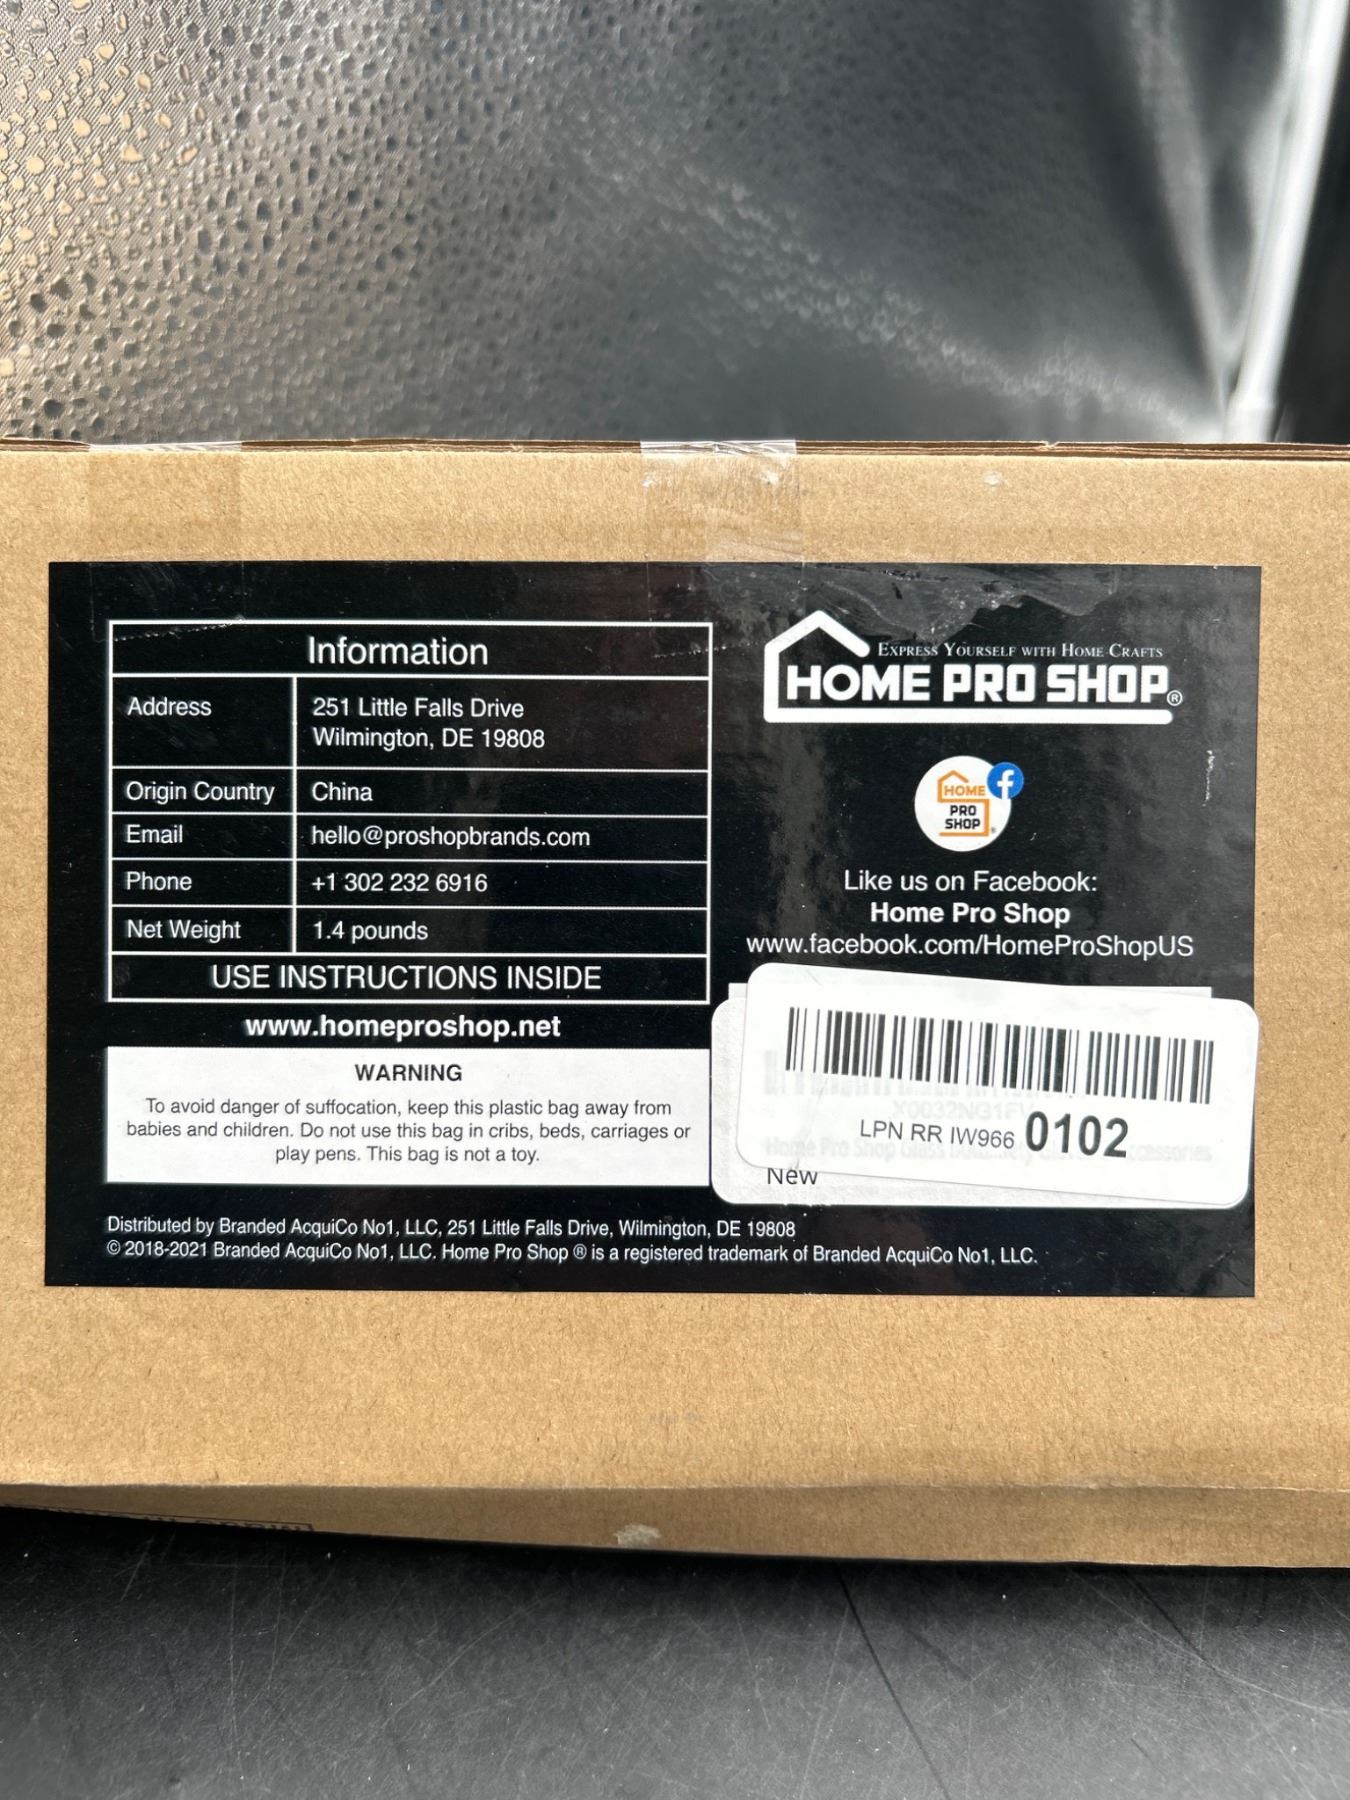 Information
Address
251 Little Falls Drive
Wilmington, DE 19808
Origin Country
China
Email
hello@proshopbrands.com
Phone
+1 302 232 6916
Net Weight
1.4 pounds
USE INSTRUCTIONS INSIDE
www.homeproshop.net
WARNING
To avoid danger of suffocation, keep this plastic bag away from
babies and children. Do not use this bag in cribs, beds, carriages or
play pens. This bag is not a toy.
EXPRESS YOURSELF WITH HOME CRAFTS
HOME PRO SHOP®
HOME
PRO
SHOP®
f
Like us on Facebook:
Home Pro Shop
www.facebook.com/HomeProShopUS
LPN RR IW966 0102
Home Pro Shop Glass
New
Distributed by Branded AcquiCo No1, LLC, 251 Little Falls Drive, Wilmington, DE 19808
© 2018-2021 Branded AcquiCo No1, LLC. Home Pro Shop ® is a registered trademark of Branded AcquiCo No1, LLC.